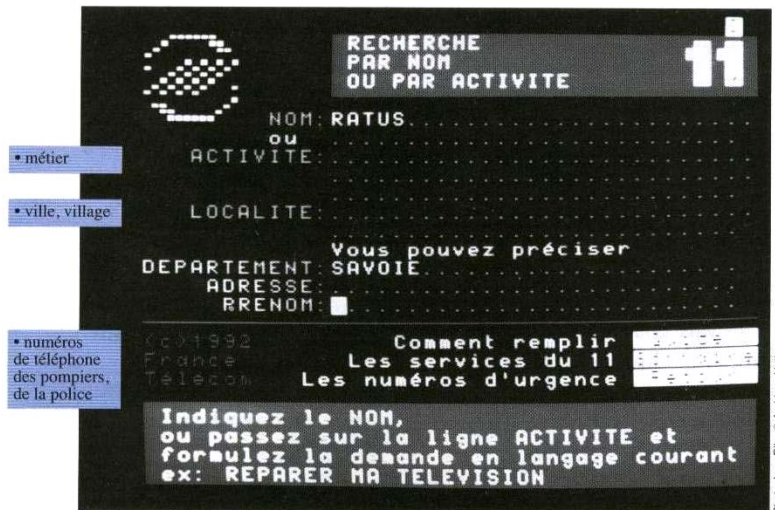 RECHERCHE
PAR NOM
OU PAR ACTIVITE
11
NOM: RATUS
ou
• métier
ACTIVITE:
• ville, village
LOCALITE:
Vous pouvez préciser
DEPARTEMENT: SAVOIE
ADRESSE:
PRENOM:
• numéros
de téléphone
des pompiers,
de la police
(c)1992
France
Télécom
Comment remplir
Les services du 11
Les numéros d'urgence
Indiquez le NOM,
ou passez sur la ligne ACTIVITE et
formulez la demande en langage courant
ex: REPARER MA TELEVISION